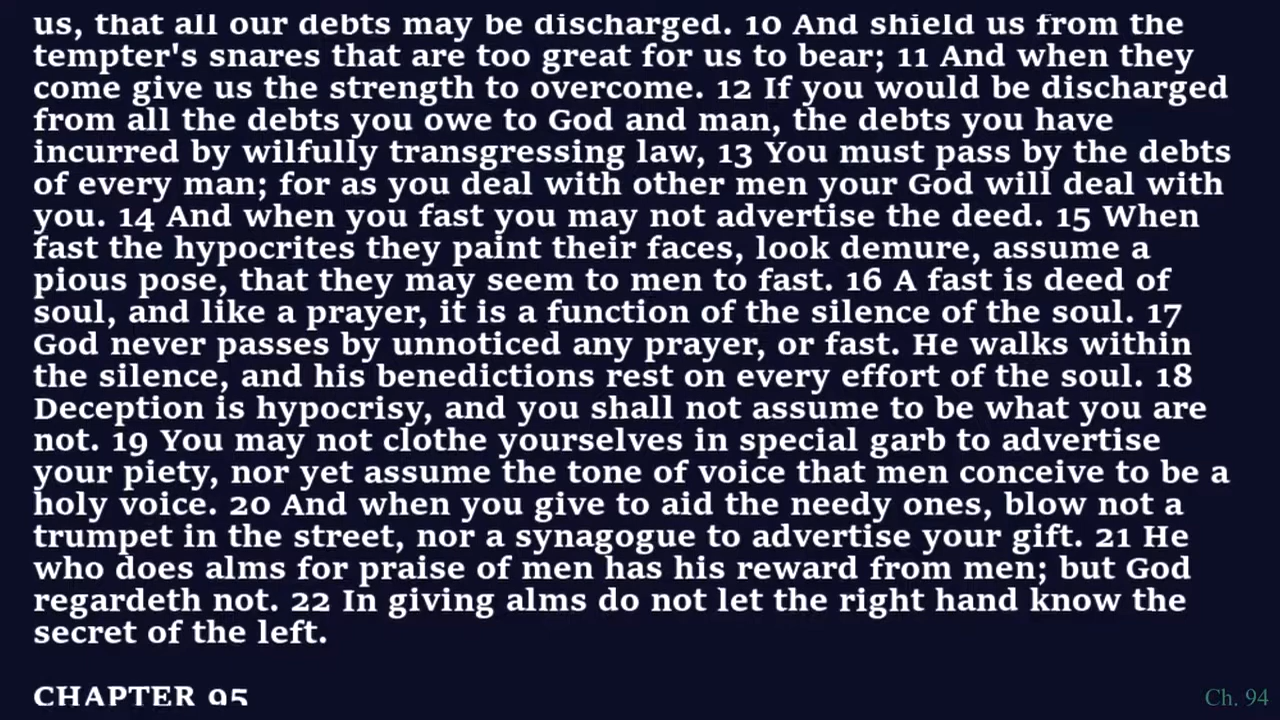 us, that all our debts may be discharged. 10 And shield us from the
tempter's snares that are too great for us to bear; 11 And when they
come give us the strength to overcome. 12 If you would be discharged
from all the debts you owe to God and man, the debts you have
incurred by wilfully transgressing law, 13 You must pass by the debts
of every man; for as you deal with other men your God will deal with
you. 14 And when you fast you may not advertise the deed. 15 When
fast the hypocrites they paint their faces, look demure, assume a
pious pose, that they may seem to men to fast. 16 A fast is deed of
soul, and like a prayer, it is a function of the silence of the soul. 17
God never passes by unnoticed any prayer, or fast. He walks within
the silence, and his benedictions rest on every effort of the soul. 18
Deception is hypocrisy, and you shall not assume to be what you are
not. 19 You may not clothe yourselves in special garb to advertise
your piety, nor yet assume the tone of voice that men conceive to be a
holy voice. 20 And when you give to aid the needy ones, blow not a
trumpet in the street, nor a synagogue to advertise your gift. 21 He
who does alms for praise of men has his reward from men; but God
regardeth not. 22 In giving alms do not let the right hand know the
secret of the left.
CHAPTER 95
Ch. 94